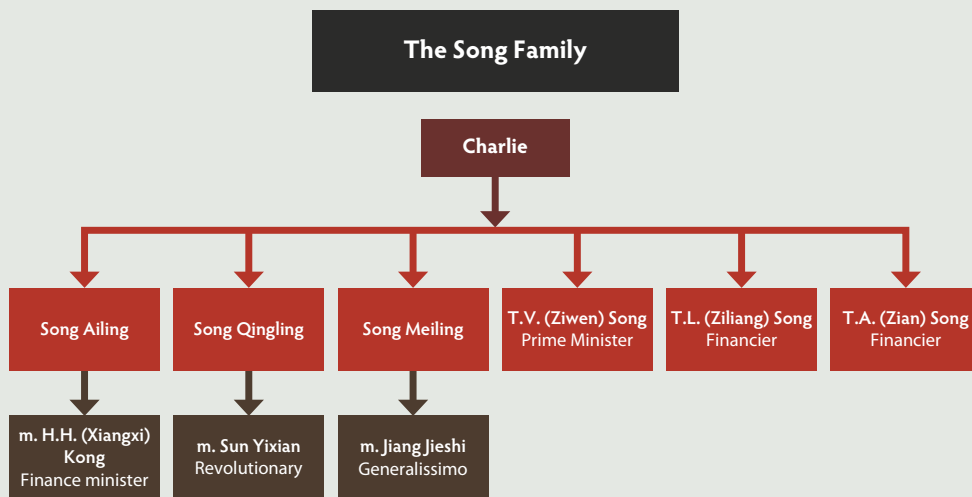 The Song Family
Charlie
Song Ailing
Song Qingling
Song Meiling
T.V. (Ziwen) Song
Prime Minister
T.L. (Ziliang) Song
Financier
T.A. (Zian) Song
Financier
m. H.H. (Xiangxi)
Kong
Finance minister
m. Sun Yixian
Revolutionary
m. Jiang Jieshi
Generalissimo